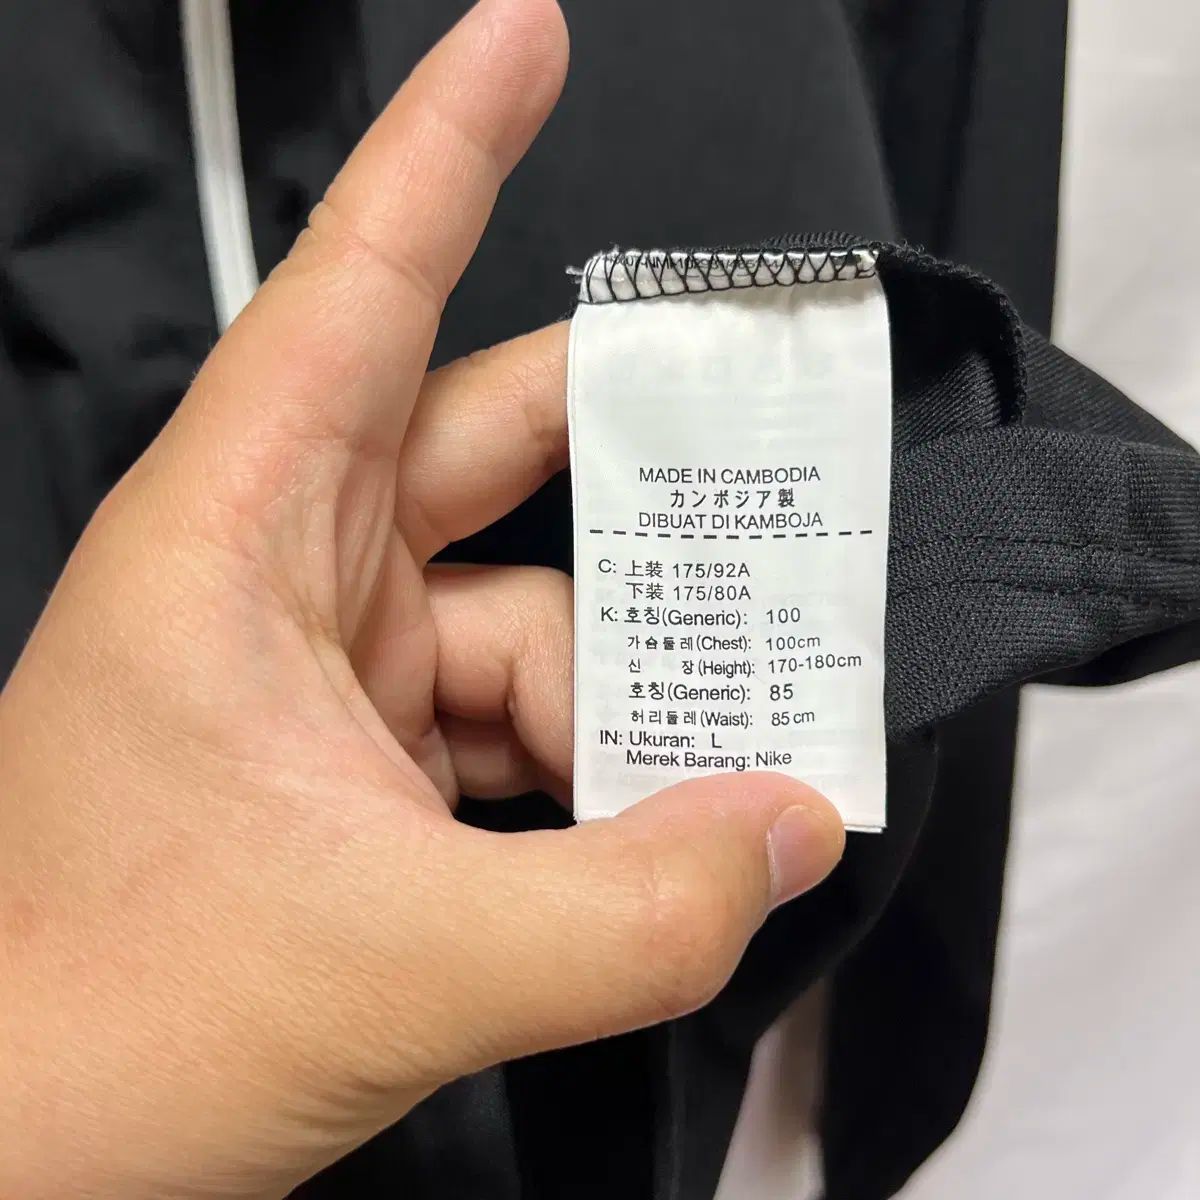 MADE IN CAMBODIA
カンボジア製
DIBUAT DI KAMBOJA
C: 上装 175/92A
下装 175/80A
K: 호칭(Generic): 100
가슴둘레(Chest): 100cm
신 장(Height): 170-180cm
호칭(Generic): 85
허리둘레(Waist): 85cm
IN: Ukuran: L
Merek Barang: Nike